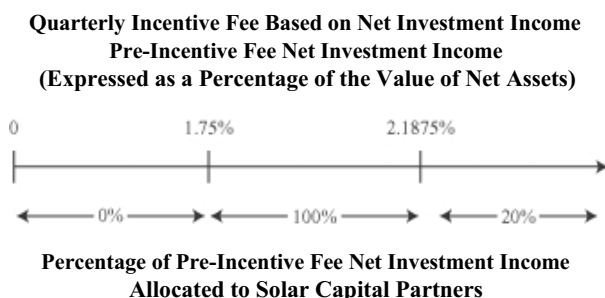 Quarterly Incentive Fee Based on Net Investment Income
Pre-Incentive Fee Net Investment Income
(Expressed as a Percentage of the Value of Net Assets)
0 1.75% 2.1875%
0% 100% 20%
Percentage of Pre-Incentive Fee Net Investment Income
Allocated to Solar Capital Partners